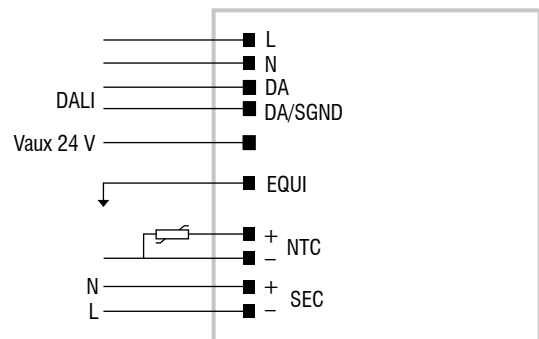 L
N
DA
DALI
DA/SGND
Vaux 24 V
EQUI
+
NTC
–
N
+
SEC
L
–